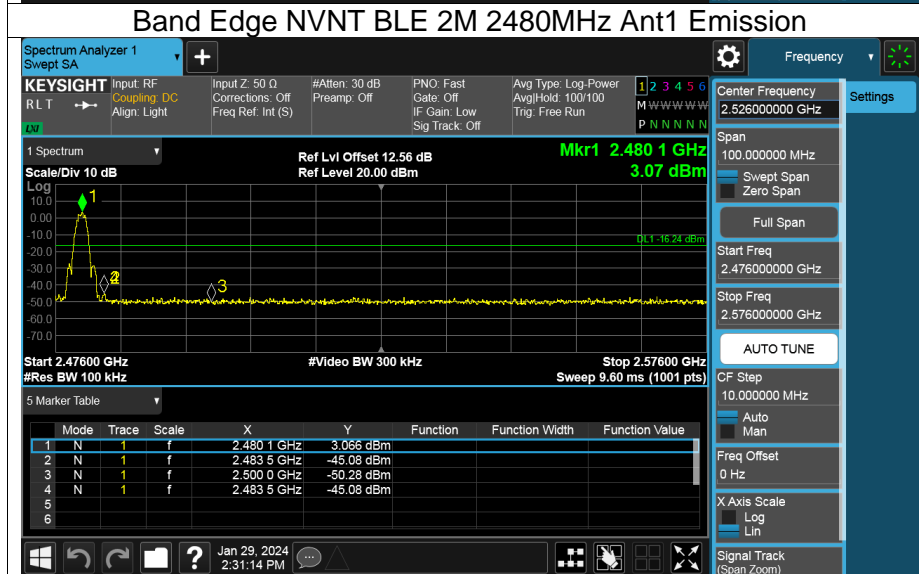 Band Edge NVNT BLE 2M 2480MHz Ant1 Emission
Spectrum Analyzer 1
Swept SA
+
Frequency
KEYSIGHT
RLT
LXI
Input: RF
Coupling: DC
Align: Light
Input Z: 50 Ω
Corrections: Off
Freq Ref: Int (S)
#Atten: 30 dB
Preamp: Off
PNO: Fast
Gate: Off
IF Gain: Low
Sig Track: Off
Avg Type: Log-Power
Avg|Hold: 100/100
Trig: Free Run
1 2 3 4 5 6
M W W W W W
P N N N N N
1 Spectrum
Scale/Div 10 dB
Ref Lvl Offset 12.56 dB
Ref Level 20.00 dBm
Mkr1 2.480 1 GHz
3.07 dBm
Log
10.0
0.00
-10.0
-20.0
-30.0
-40.0
-50.0
-60.0
-70.0
1
3
DL1 -16.24 dBm
Start 2.47600 GHz
#Res BW 100 kHz
#Video BW 300 kHz
Stop 2.57600 GHz
Sweep 9.60 ms (1001 pts)
5 Marker Table
Mode Trace Scale X Y Function Function Width Function Value
1 N 1 f 2.480 1 GHz 3.066 dBm
2 N 1 f 2.483 5 GHz -45.08 dBm
3 N 1 f 2.500 0 GHz -50.28 dBm
4 N 1 f 2.483 5 GHz -45.08 dBm
5
6
?
Jan 29, 2024
2:31:14 PM
Center Frequency
2.526000000 GHz
Settings
Span
100.000000 MHz
Swept Span
Zero Span
Full Span
Start Freq
2.476000000 GHz
Stop Freq
2.576000000 GHz
AUTO TUNE
CF Step
10.000000 MHz
Auto
Man
Freq Offset
0 Hz
X Axis Scale
Log
Lin
Signal Track
(Span Zoom)